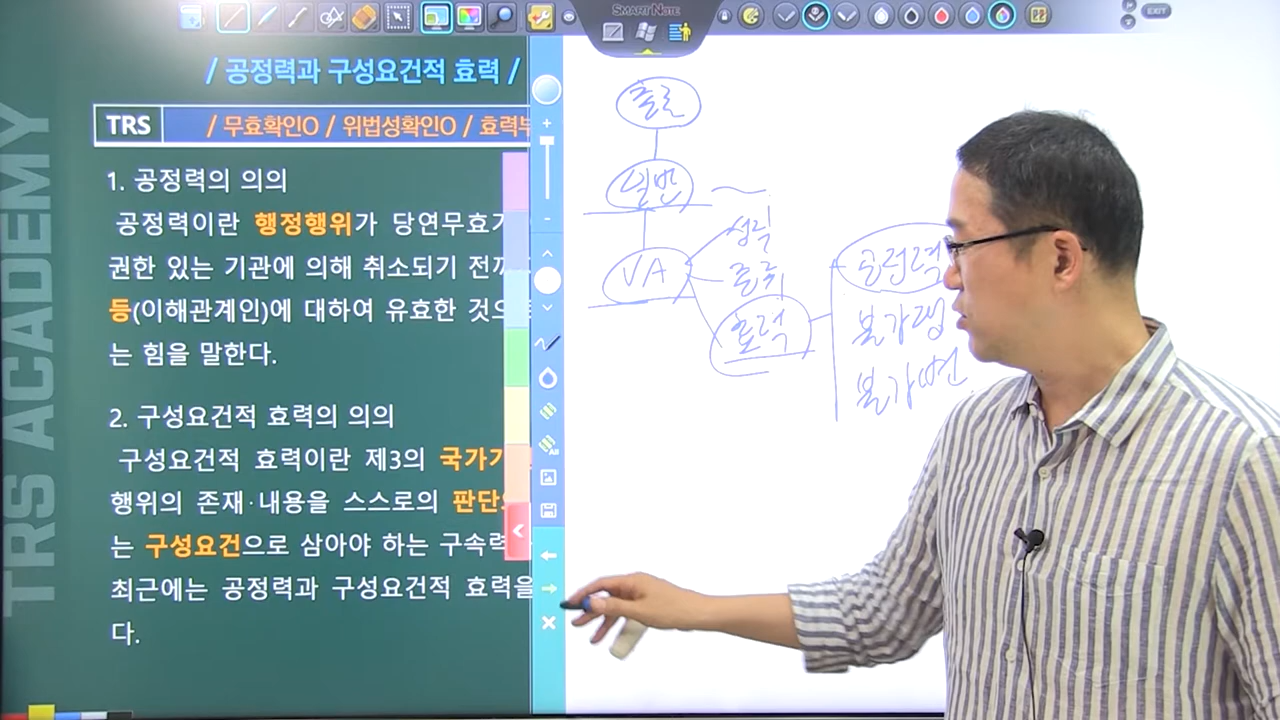 SMARTNOTE
EXIT
/ 공정력과 구성요건적 효력 /
TRS
/ 무효확인O / 위법성확인O / 효력부
1. 공정력의 의의
공정력이란 행정행위가 당연무효가
권한 있는 기관에 의해 취소되기 전까
등(이해관계인)에 대하여 유효한 것으
는 힘을 말한다.
2. 구성요건적 효력의 의의
구성요건적 효력이란 제3의 국가기
행위의 존재·내용을 스스로의 판단
는 구성요건으로 삼아야 하는 구속력
최근에는 공정력과 구성요건적 효력을
다.
TRS ACADEMY
All
일반
VA
성립
종류
효력
공정력
불가쟁
불가변